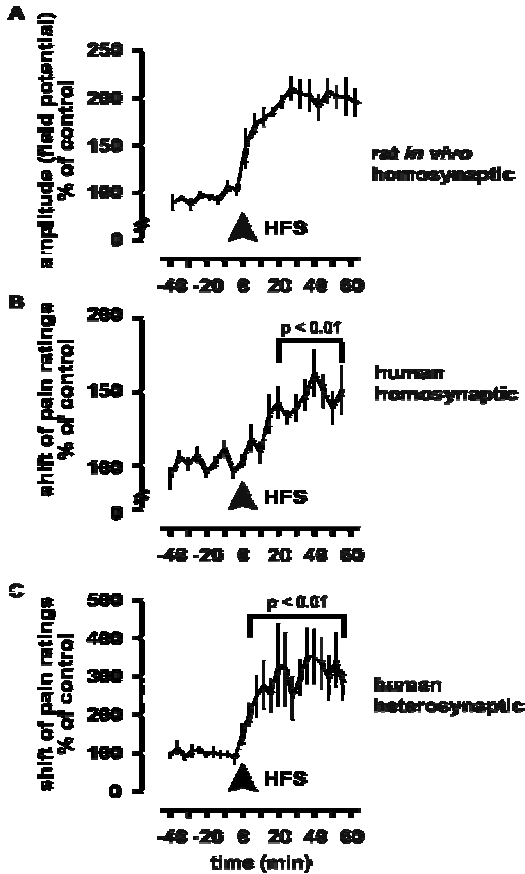 A
amplitude (field potential)
% of control
250
200
150
100
0
rat in vivo
homosynaptic
HFS
-40 -20 0 20 40 60
B
shift of pain ratings
% of control
200
150
100
0
p < 0.01
human
homosynaptic
HFS
-40 -20 0 20 40 60
C
shift of pain ratings
% of control
500
400
300
200
100
0
p < 0.01
human
heterosynaptic
HFS
-40 -20 0 20 40 60
time (min)